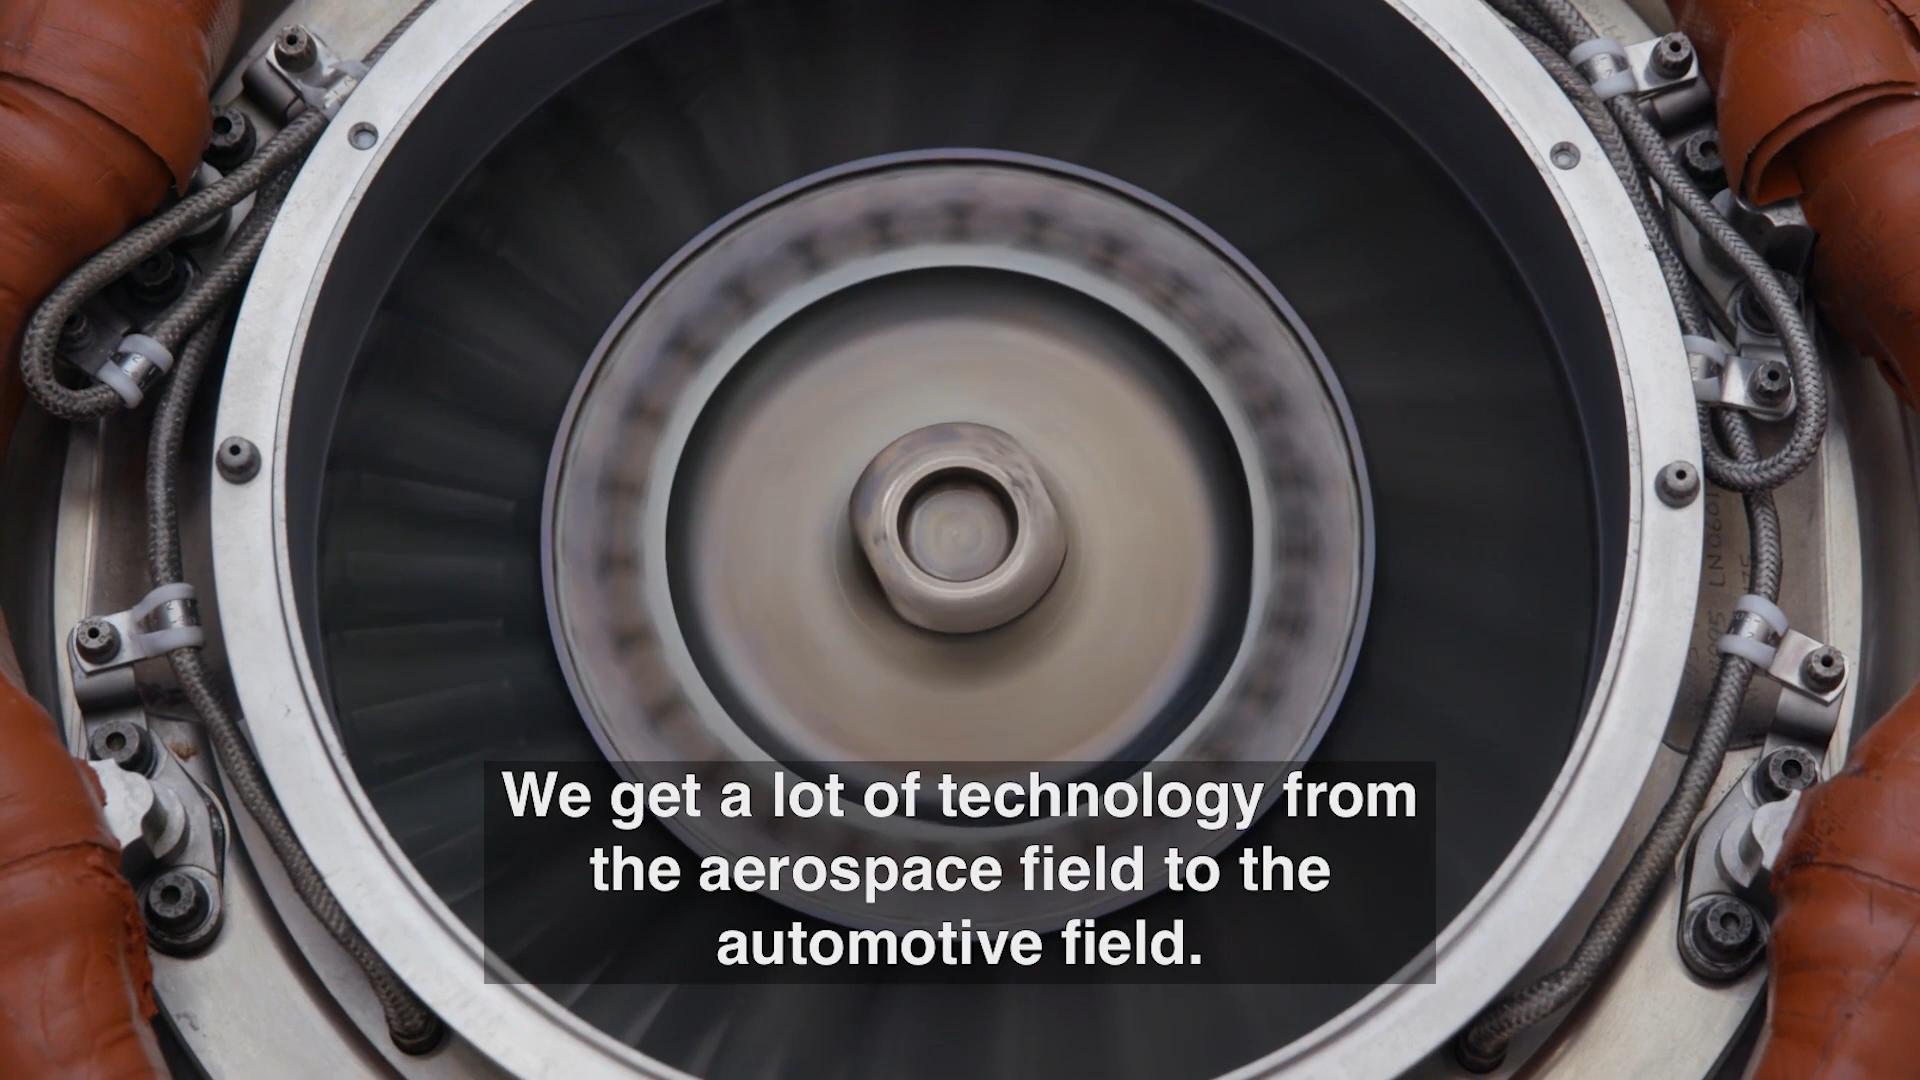 We get a lot of technology from
the aerospace field to the
automotive field.